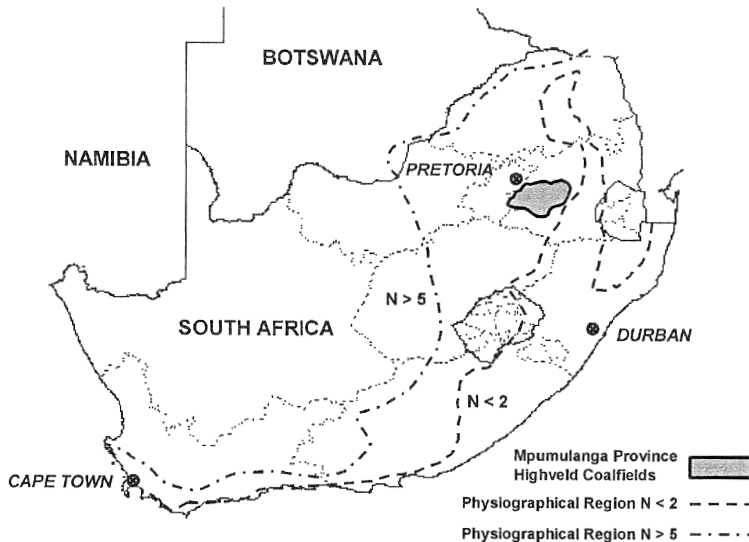 BOTSWANA
NAMIBIA
PRETORIA
N > 5
SOUTH AFRICA
DURBAN
N < 2
CAPE TOWN
Mpumulanga Province
Highveld Coalfields
Physiographical Region N < 2
Physiographical Region N > 5